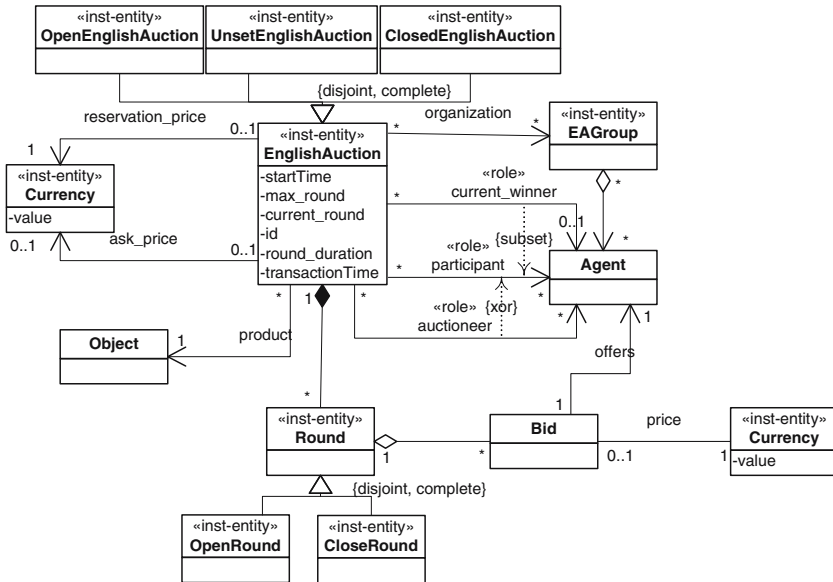 «inst-entity»
OpenEnglishAuction
«inst-entity»
UnsetEnglishAuction
«inst-entity»
ClosedEnglishAuction
{disjoint, complete}
reservation_price
0..1
1
organization
*
*
«inst-entity»
EAGroup
«inst-entity»
EnglishAuction
-startTime
-max_round
-current_round
-id
-round_duration
-transactionTime
«inst-entity»
Currency
-value
0..1
ask_price
0..1
*
«role»
current_winner
*
0..1
{subset}
*
«role»
participant
*
*
Agent
«role» {xor}
auctioneer
*
*
*
1
product
*
1
Object
1
offers
1
*
«inst-entity»
Round
1
*
Bid
price
0..1
1
«inst-entity»
Currency
-value
{disjoint, complete}
«inst-entity»
OpenRound
«inst-entity»
CloseRound